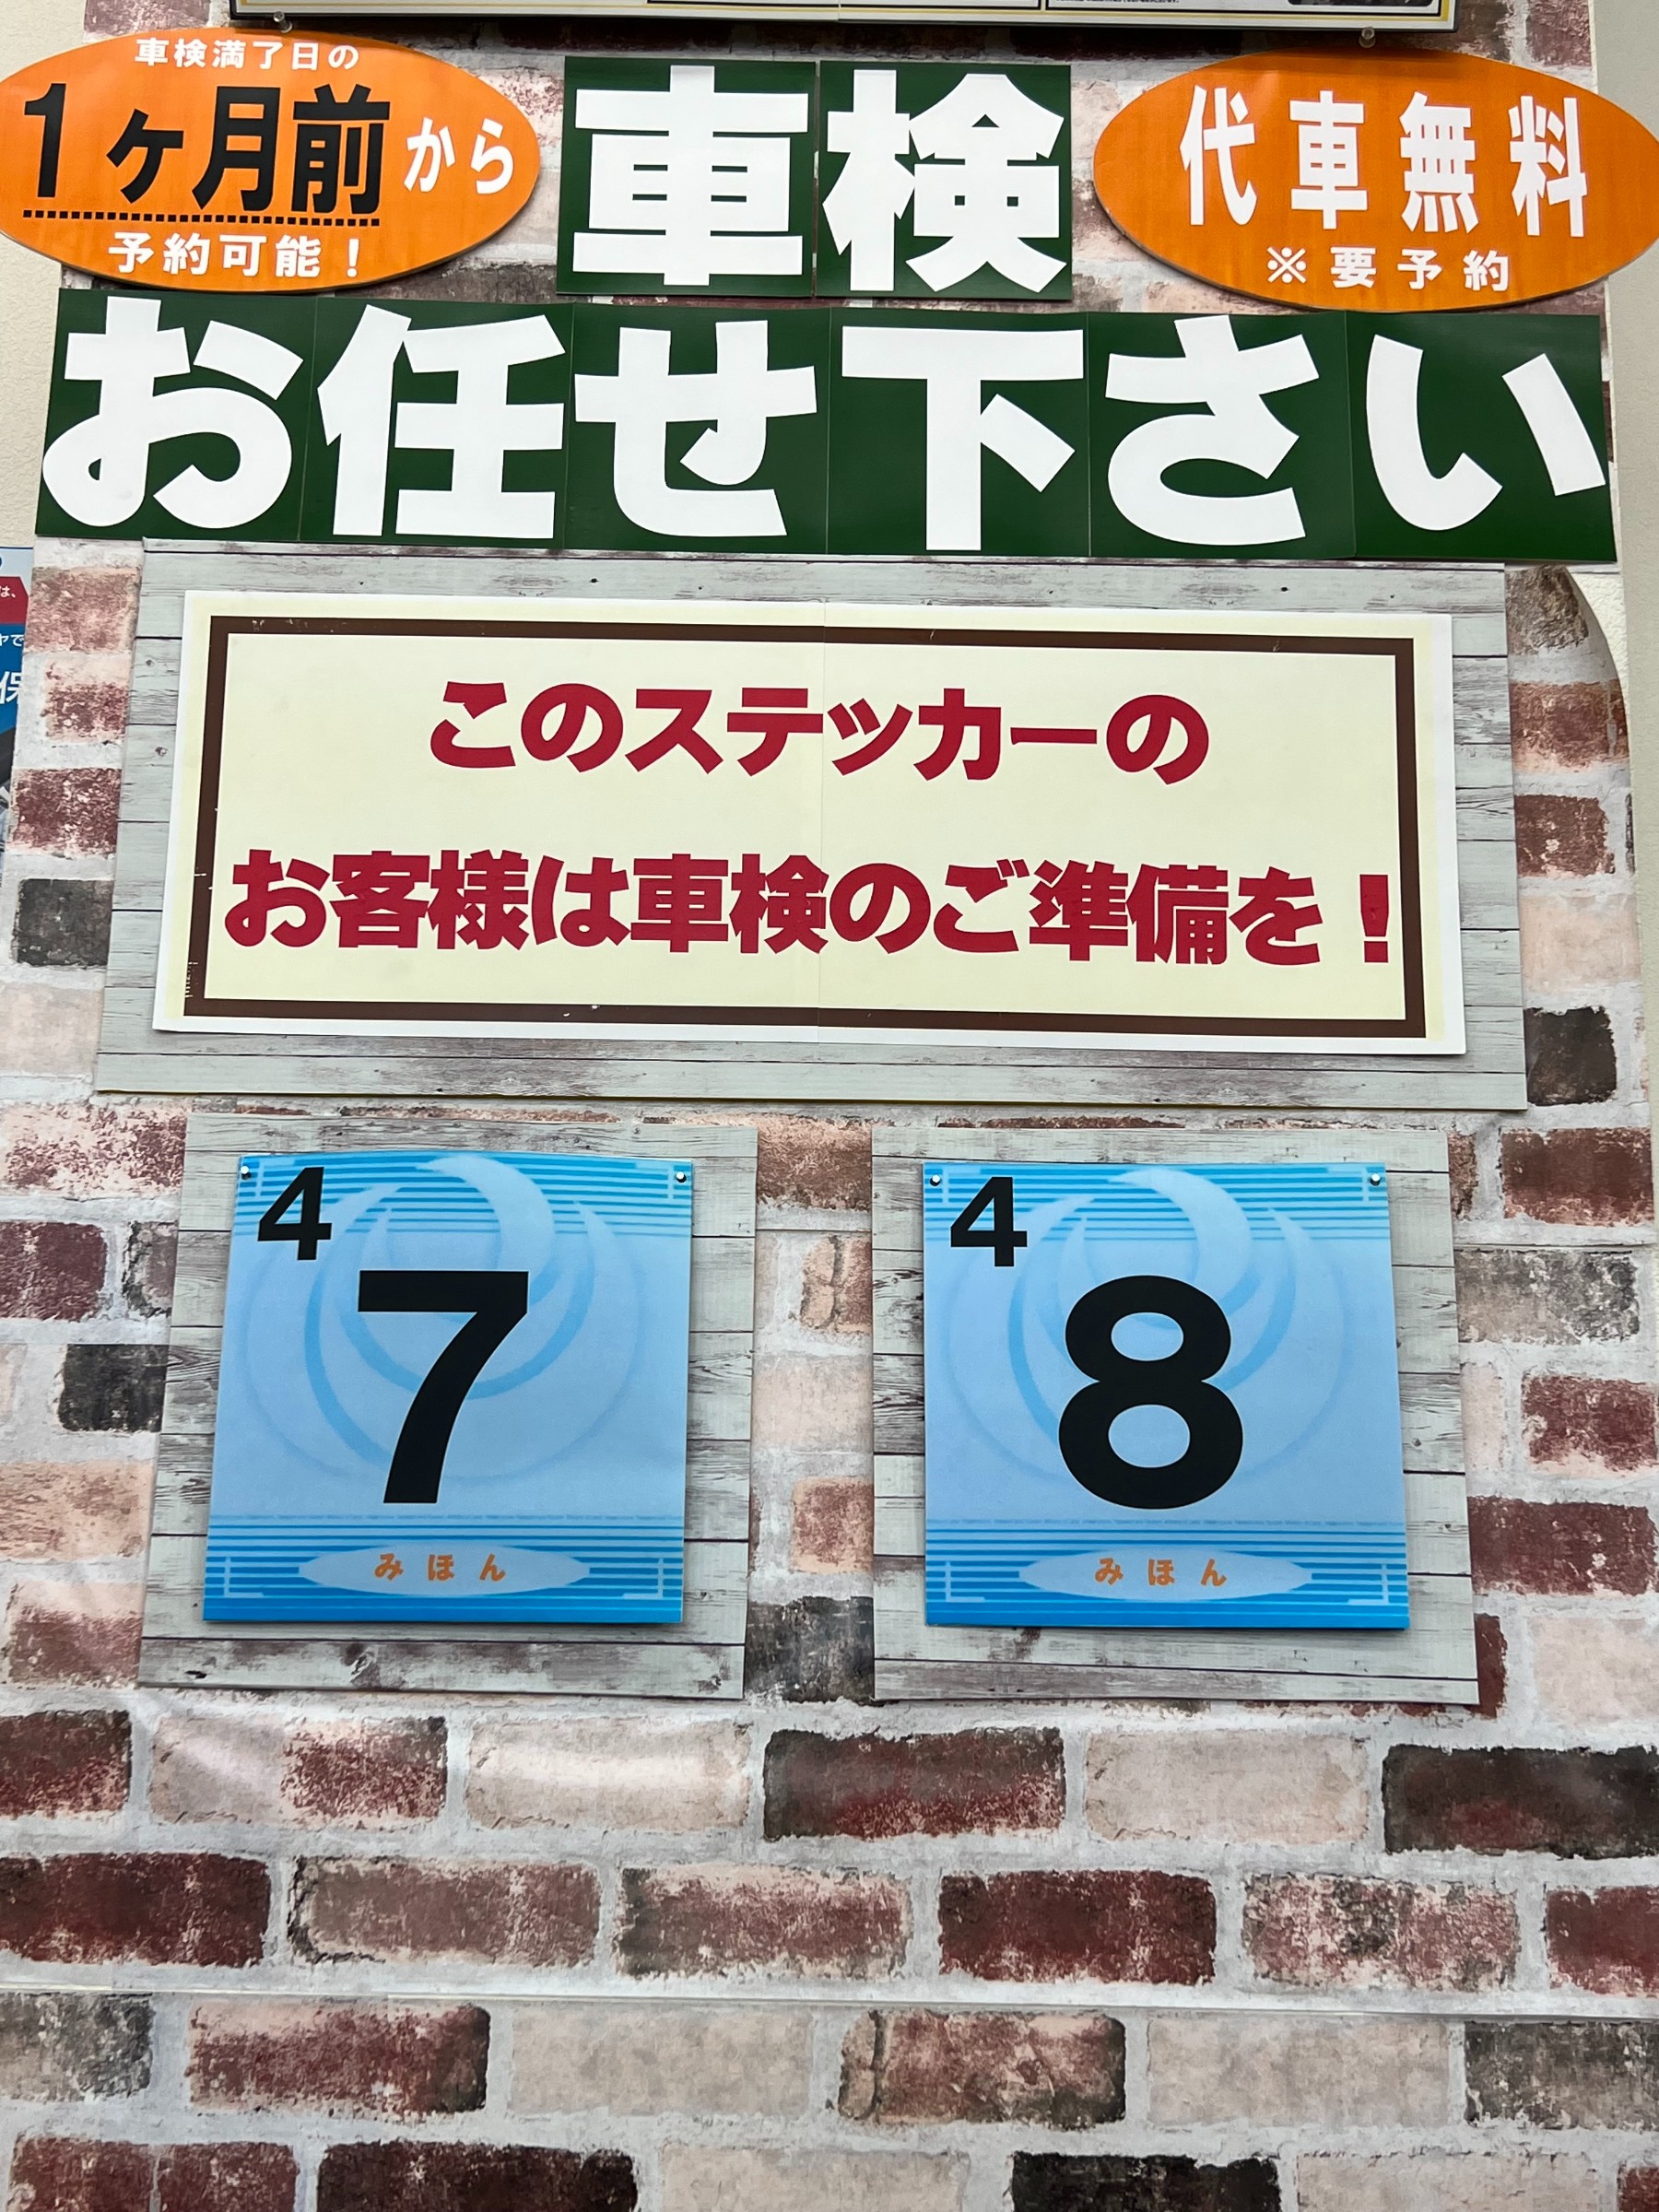 車検満了日の
1ヶ月前から
予約可能!
車検
代車無料
※要予約
お任せ下さい
このステッカーの
お客様は車検のご準備を!
4
7
みほん
4
8
みほん